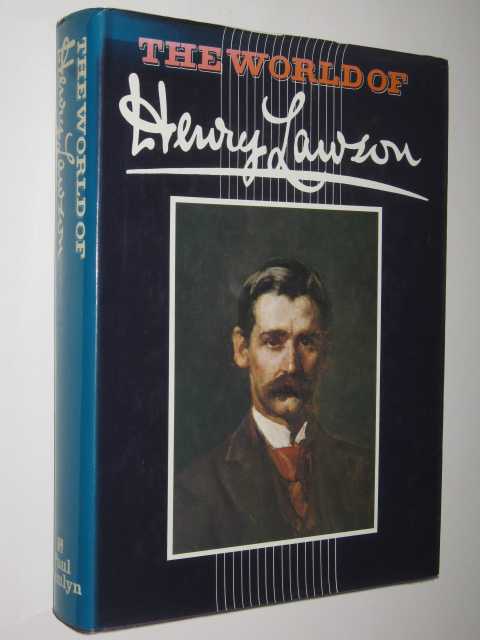 THE WORLD OF
Henry Lawson
THE WORLD OF
Henry Lawson
H
Paul
Hamlyn